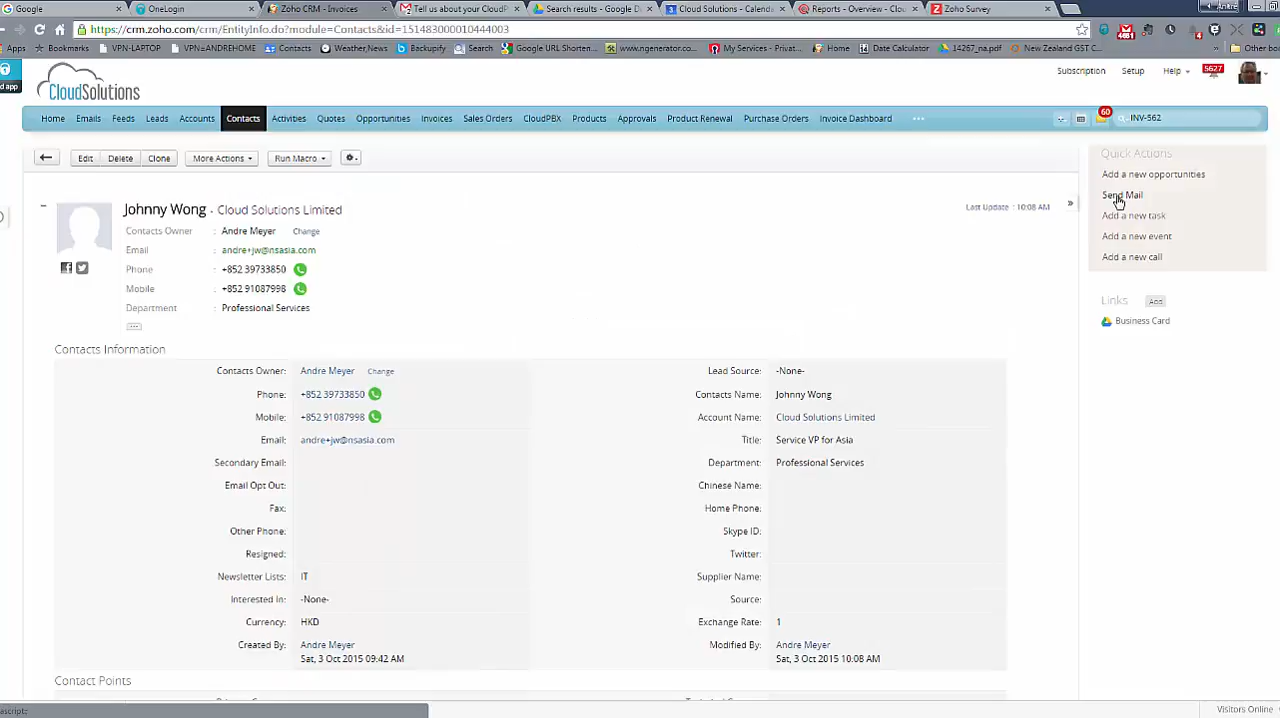 Google
OneLogin
Zoho CRM - Invoices
Tell us about your CloudP
Search results - Google D
Cloud Solutions - Calend
Reports - Overview - Clou
Zoho Survey
Andre
https://crm.zoho.com/crm/EntityInfo.do?module=Contacts&id=151483000010444003
Apps
Bookmarks
VPN-LAPTOP
VPN=ANDREHOME
Contacts
Weather,News
Backupify
Search
Google URL Shorten...
www.ngenerator.co...
My Services - Privat...
Home
Date Calculator
14267_na.pdf
New Zealand GST C
Other bo
d app
CloudSolutions
Subscription
Setup
Help
5627
Home
Emails
Feeds
Leads
Accounts
Contacts
Activities
Quotes
Opportunities
Invoices
Sales Orders
CloudPBX
Products
Approvals
Product Renewal
Purchase Orders
Invoice Dashboard
...
60
INV-562
Edit
Delete
Clone
More Actions
Run Macro
Quick Actions
Add a new opportunities
Send Mail
Add a new task
Add a new event
Add a new call
Links
Add
Business Card
Johnny Wong - Cloud Solutions Limited
Last Update : 10:08 AM
Contacts Owner : Andre Meyer Change
Email : andre+jw@nsasia.com
Phone : +852 39733850
Mobile : +852 91087998
Department : Professional Services
Contacts Information
Contacts Owner: Andre Meyer Change
Lead Source: -None-
Phone: +852 39733850
Contacts Name: Johnny Wong
Mobile: +852 91087998
Account Name: Cloud Solutions Limited
Email: andre+jw@nsasia.com
Title: Service VP for Asia
Secondary Email:
Department: Professional Services
Email Opt Out:
Chinese Name:
Fax:
Home Phone:
Other Phone:
Skype ID:
Resigned:
Twitter:
Newsletter Lists: IT
Supplier Name:
Interested in: -None-
Source:
Currency: HKD
Exchange Rate: 1
Created By: Andre Meyer
Sat, 3 Oct 2015 09:42 AM
Modified By: Andre Meyer
Sat, 3 Oct 2015 10:08 AM
Contact Points
Visitors Online